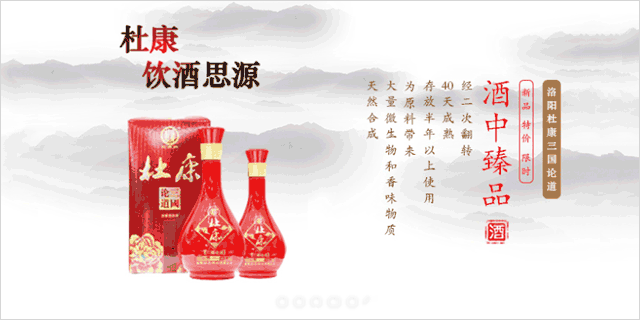 杜康
饮酒思源
洛阳杜康三国论道
新品 特价 限时
酒中臻品
酒
经二次翻转
40天成熟
存放半年以上使用
为原料带来
大量微生物和香味物质
天然合成
杜康
三国
论道
杜康
杜康